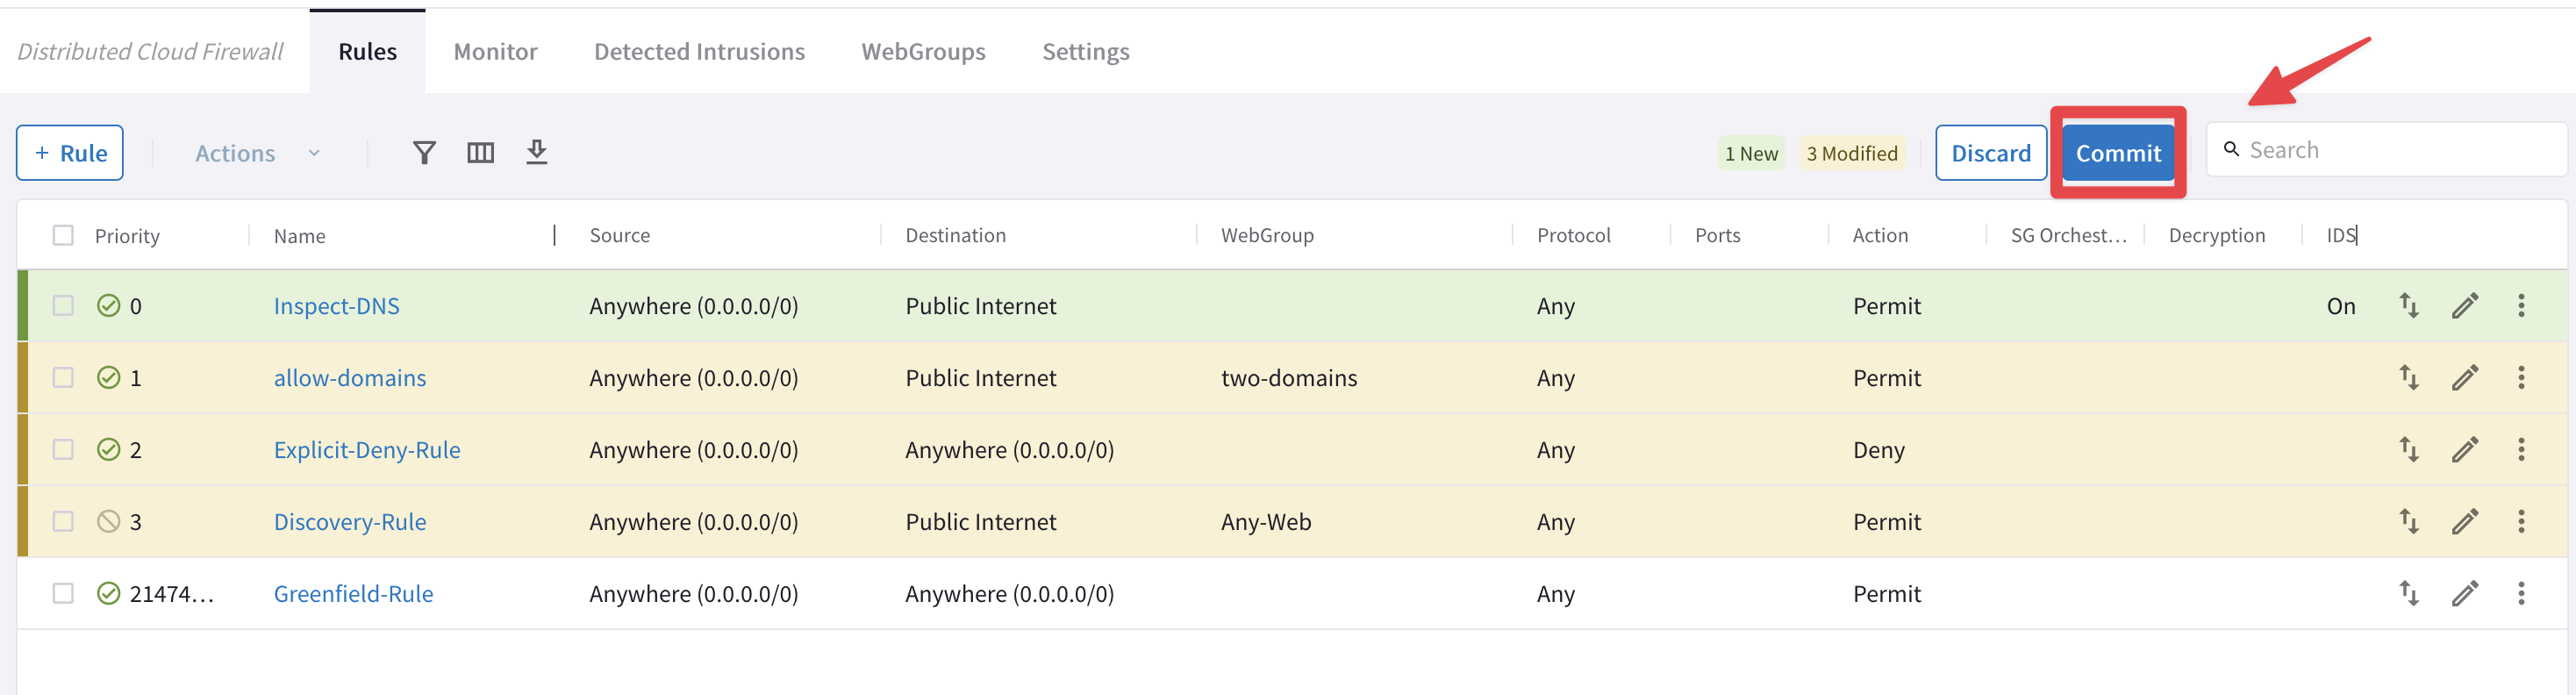 Distributed Cloud Firewall Rules Monitor Detected Intrusions WebGroups Settings
+ Rule Actions 1 New 3 Modified Discard Commit Search
Priority Name Source Destination WebGroup Protocol Ports Action SG Orchest... Decryption IDS
0 Inspect-DNS Anywhere (0.0.0.0/0) Public Internet Any Permit On
1 allow-domains Anywhere (0.0.0.0/0) Public Internet two-domains Any Permit
2 Explicit-Deny-Rule Anywhere (0.0.0.0/0) Anywhere (0.0.0.0/0) Any Deny
3 Discovery-Rule Anywhere (0.0.0.0/0) Public Internet Any-Web Any Permit
21474... Greenfield-Rule Anywhere (0.0.0.0/0) Anywhere (0.0.0.0/0) Any Permit